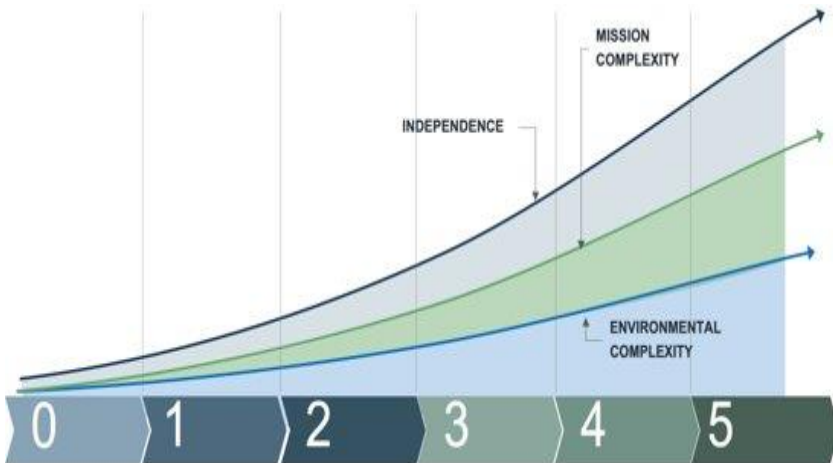 MISSION
COMPLEXITY
INDEPENDENCE
ENVIRONMENTAL
COMPLEXITY
0 1 2 3 4 5